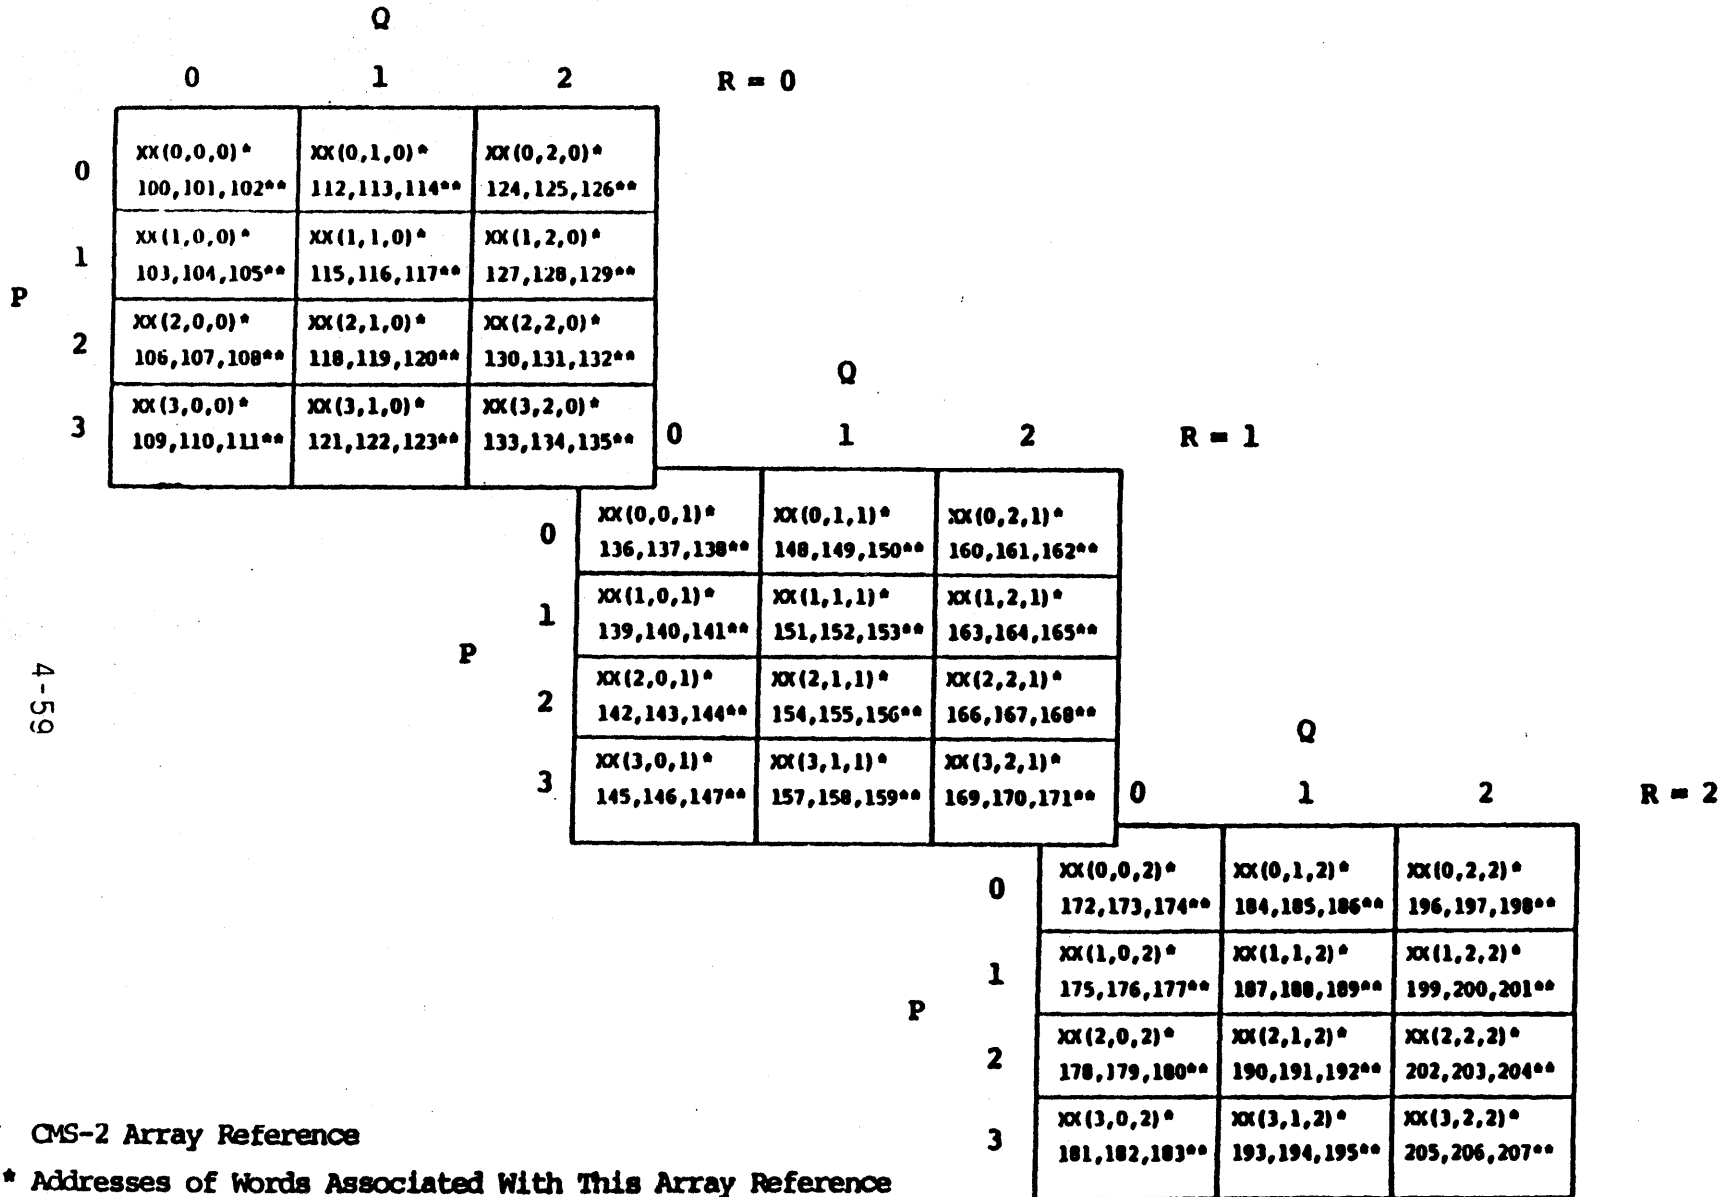 Q
0 1 2 R = 0
XX(0,0,0)* XX(0,1,0)* XX(0,2,0)*
0
100,101,102** 112,113,114** 124,125,126**
XX(1,0,0)* XX(1,1,0)* XX(1,2,0)*
1
103,104,105** 115,116,117** 127,128,129**
P
XX(2,0,0)* XX(2,1,0)* XX(2,2,0)*
2
106,107,108** 118,119,120** 130,131,132**
XX(3,0,0)* XX(3,1,0)* XX(3,2,0)*
3
109,110,111** 121,122,123** 133,134,135**
Q
0 1 2 R = 1
XX(0,0,1)* XX(0,1,1)* XX(0,2,1)*
0
136,137,138** 148,149,150** 160,161,162**
XX(1,0,1)* XX(1,1,1)* XX(1,2,1)*
1
139,140,141** 151,152,153** 163,164,165**
P
XX(2,0,1)* XX(2,1,1)* XX(2,2,1)*
2
142,143,144** 154,155,156** 166,167,168**
XX(3,0,1)* XX(3,1,1)* XX(3,2,1)*
3
145,146,147** 157,158,159** 169,170,171**
Q
0 1 2 R = 2
XX(0,0,2)* XX(0,1,2)* XX(0,2,2)*
0
172,173,174** 184,185,186** 196,197,198**
XX(1,0,2)* XX(1,1,2)* XX(1,2,2)*
1
175,176,177** 187,188,189** 199,200,201**
P
XX(2,0,2)* XX(2,1,2)* XX(2,2,2)*
2
178,179,180** 190,191,192** 202,203,204**
XX(3,0,2)* XX(3,1,2)* XX(3,2,2)*
3
181,182,183** 193,194,195** 205,206,207**
4-59
CMS-2 Array Reference
* Addresses of Words Associated With This Array Reference